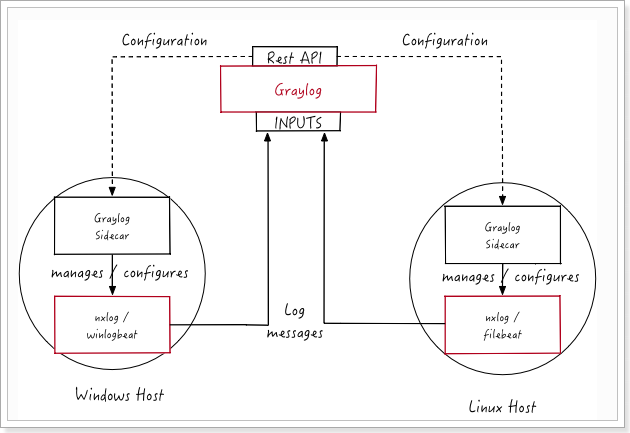 Configuration
Configuration
Rest API
Graylog
INPUTS
Graylog
Sidecar
Graylog
Sidecar
manages / configures
manages / configures
nxlog /
winlogbeat
Log
messages
nxlog /
filebeat
Windows Host
Linux Host